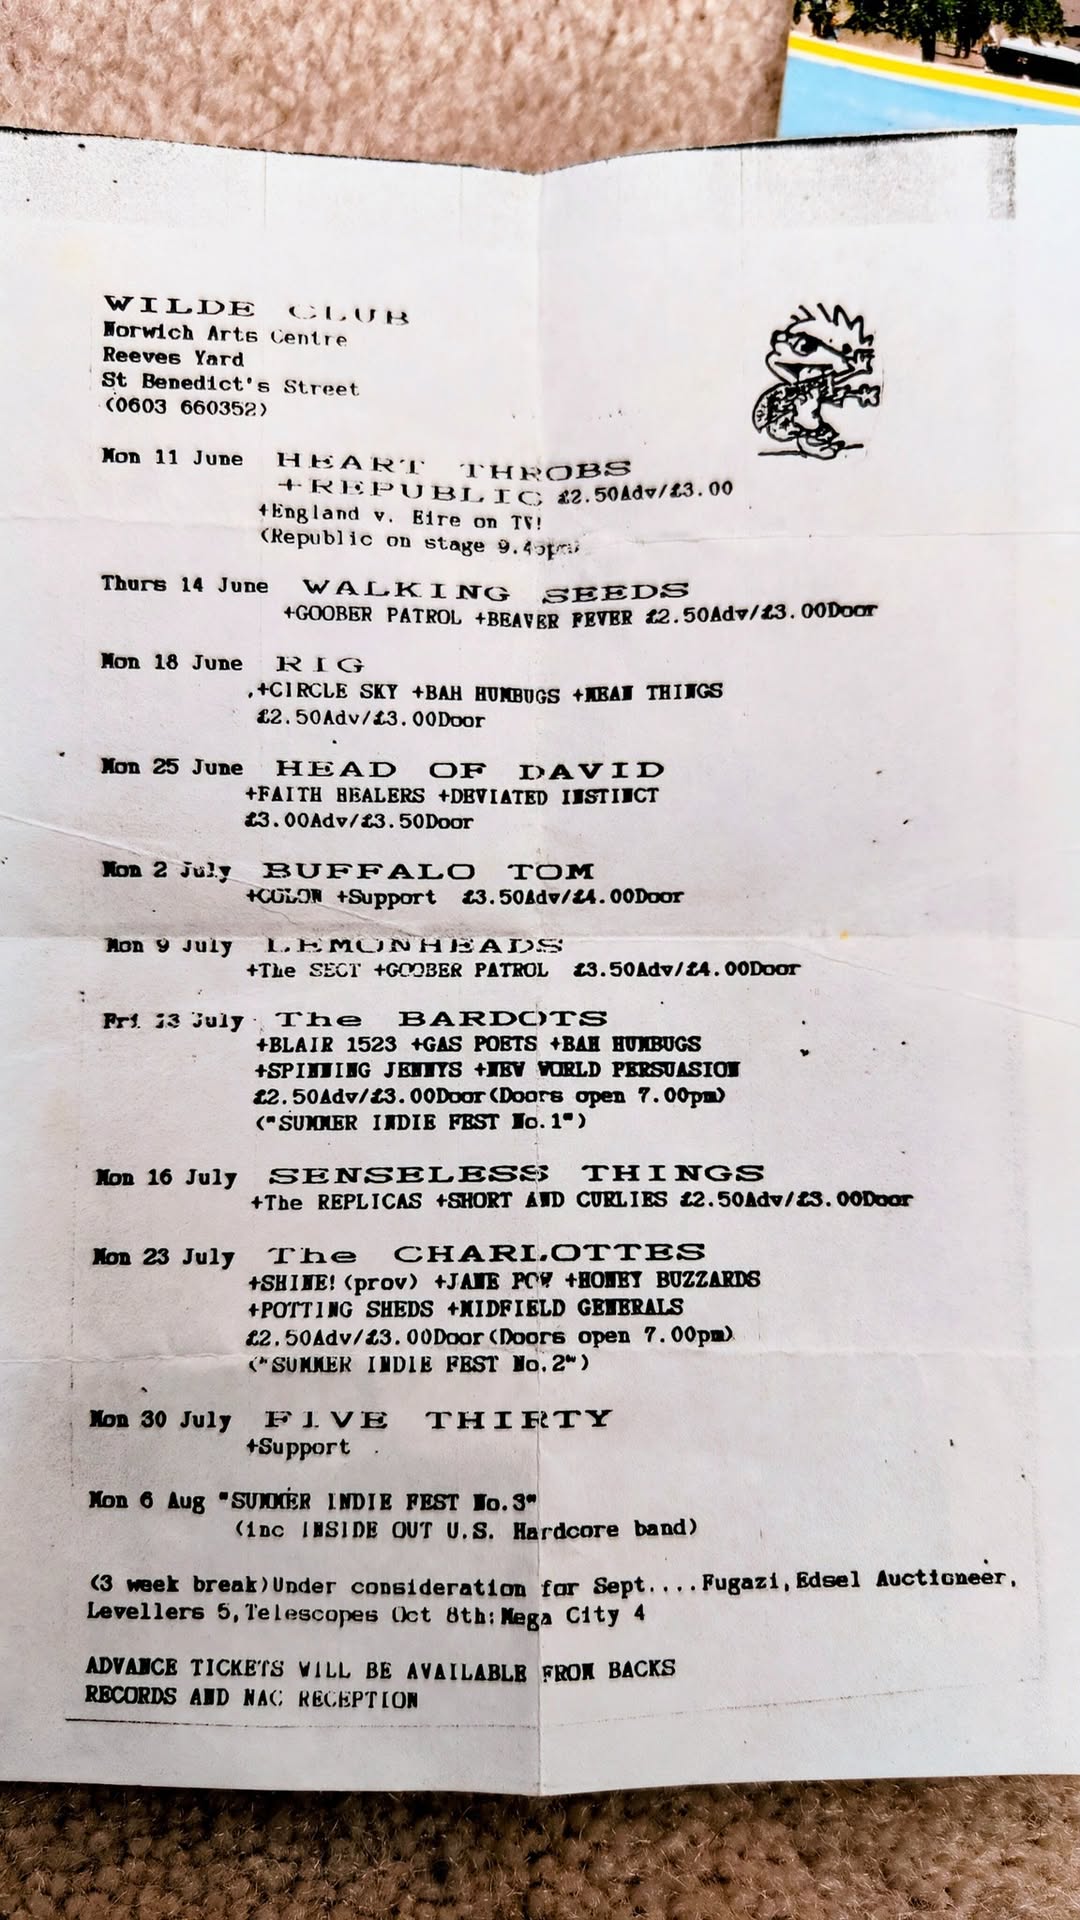 WILDE CLUB
Norwich Arts Centre
Reeves Yard
St Benedict's Street
(0603 660352)
Mon 11 June HEART THROBS
+REPUBLIC £2.50Adv/£3.00
+England v. Eire on TV!
(Republic on stage 9.45pm)
Thurs 14 June WALKING SEEDS
+GOOBER PATROL +BEAVER FEVER £2.50Adv/£3.00Door
Mon 18 June RIG
+CIRCLE SKY +BAH HUMBUGS +MEAN THINGS
£2.50Adv/£3.00Door
Mon 25 June HEAD OF DAVID
+FAITH HEALERS +DEVIATED INSTINCT
£3.00Adv/£3.50Door
Mon 2 July BUFFALO TOM
+COLON +Support £3.50Adv/£4.00Door
Mon 9 July LEMONHEADS
+The SECT +GOOBER PATROL £3.50Adv/£4.00Door
Fri 13 July The BARDOTS
+BLAIR 1523 +GAS POETS +BAH HUMBUGS
+SPINNING JENNYS +NEW WORLD PERSUASION
£2.50Adv/£3.00Door(Doors open 7.00pm)
("SUMMER INDIE FEST No.1")
Mon 16 July SENSELESS THINGS
+The REPLICAS +SHORT AND CURLIES £2.50Adv/£3.00Door
Mon 23 July The CHARLOTTES
+SHINE!(prov) +JANE POW +HONEY BUZZARDS
+POTTING SHEDS +MIDFIELD GENERALS
£2.50Adv/£3.00Door(Doors open 7.00pm)
("SUMMER INDIE FEST No.2")
Mon 30 July FIVE THIRTY
+Support
Mon 6 Aug "SUMMER INDIE FEST No.3"
(inc INSIDE OUT U.S. Hardcore band)
(3 week break)Under consideration for Sept....Fugazi,Edsel Auctioneer,
Levellers 5,Telescopes Oct 8th:Mega City 4
ADVANCE TICKETS WILL BE AVAILABLE FROM BACKS
RECORDS AND NAC RECEPTION